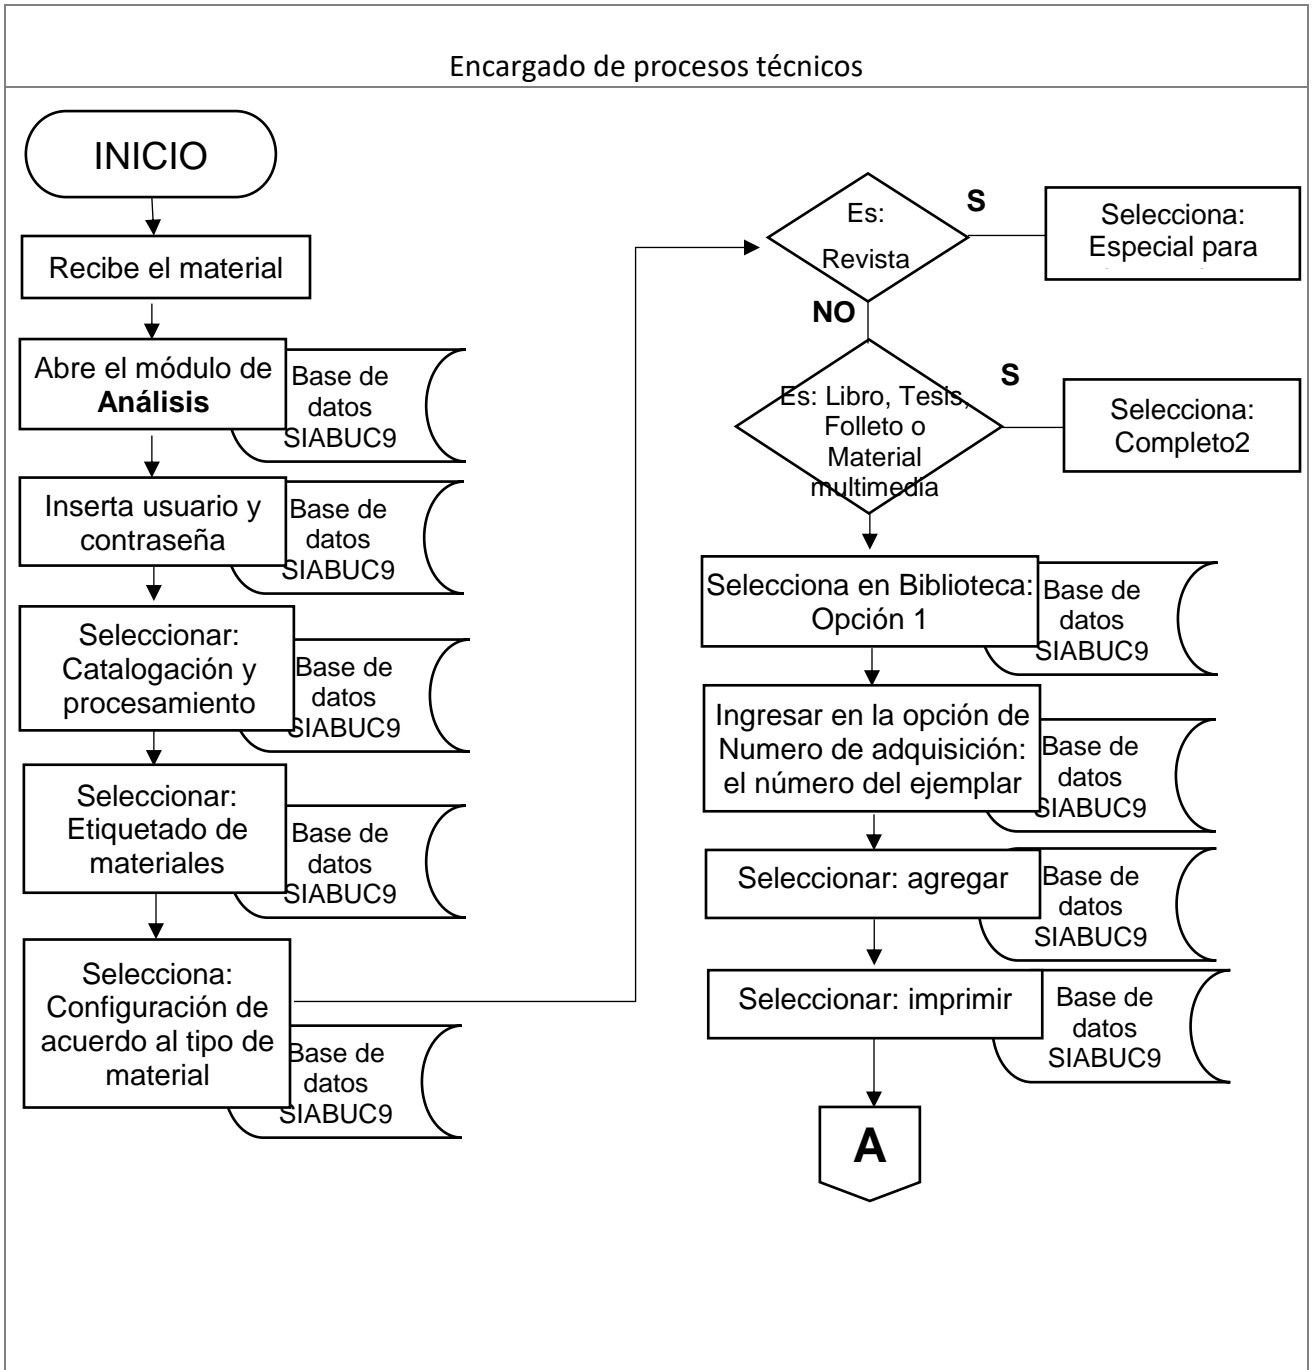 Encargado de procesos técnicos
INICIO
Recibe el material
Abre el módulo de
Análisis
Base de
datos
SIABUC9
Inserta usuario y
contraseña
Base de
datos
SIABUC9
Seleccionar:
Catalogación y
procesamiento
Base de
datos
SIABUC9
Seleccionar:
Etiquetado de
materiales
Base de
datos
SIABUC9
Selecciona:
Configuración de
acuerdo al tipo de
material
Base de
datos
SIABUC9
Es:
Revista
S
Selecciona:
Especial para
NO
Es: Libro, Tesis,
Folleto o
Material
multimedia
S
Selecciona:
Completo2
Selecciona en Biblioteca:
Opción 1
Base de
datos
SIABUC9
Ingresar en la opción de
Numero de adquisición:
el número del ejemplar
Base de
datos
SIABUC9
Seleccionar: agregar
Base de
datos
SIABUC9
Seleccionar: imprimir
Base de
datos
SIABUC9
A